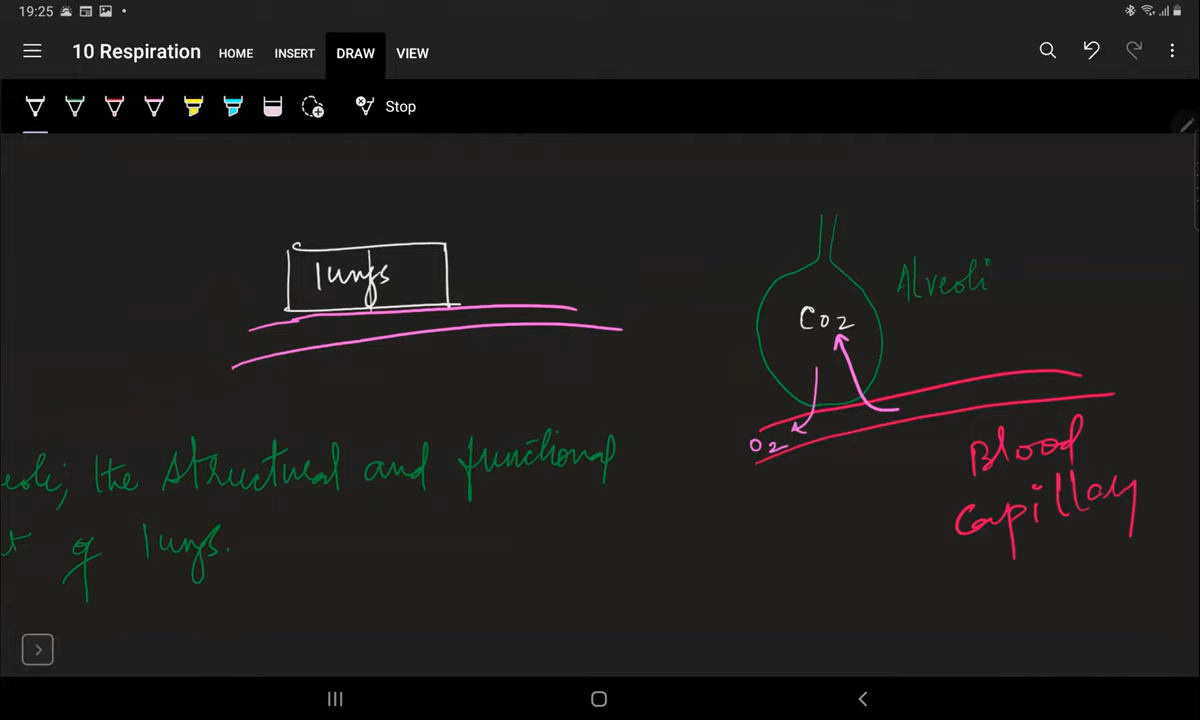 19:25
10 Respiration HOME INSERT DRAW VIEW
Stop
lungs
Alveoli
CO2
O2
Blood
Capillary
eoli; the structural and functional
t of lungs.